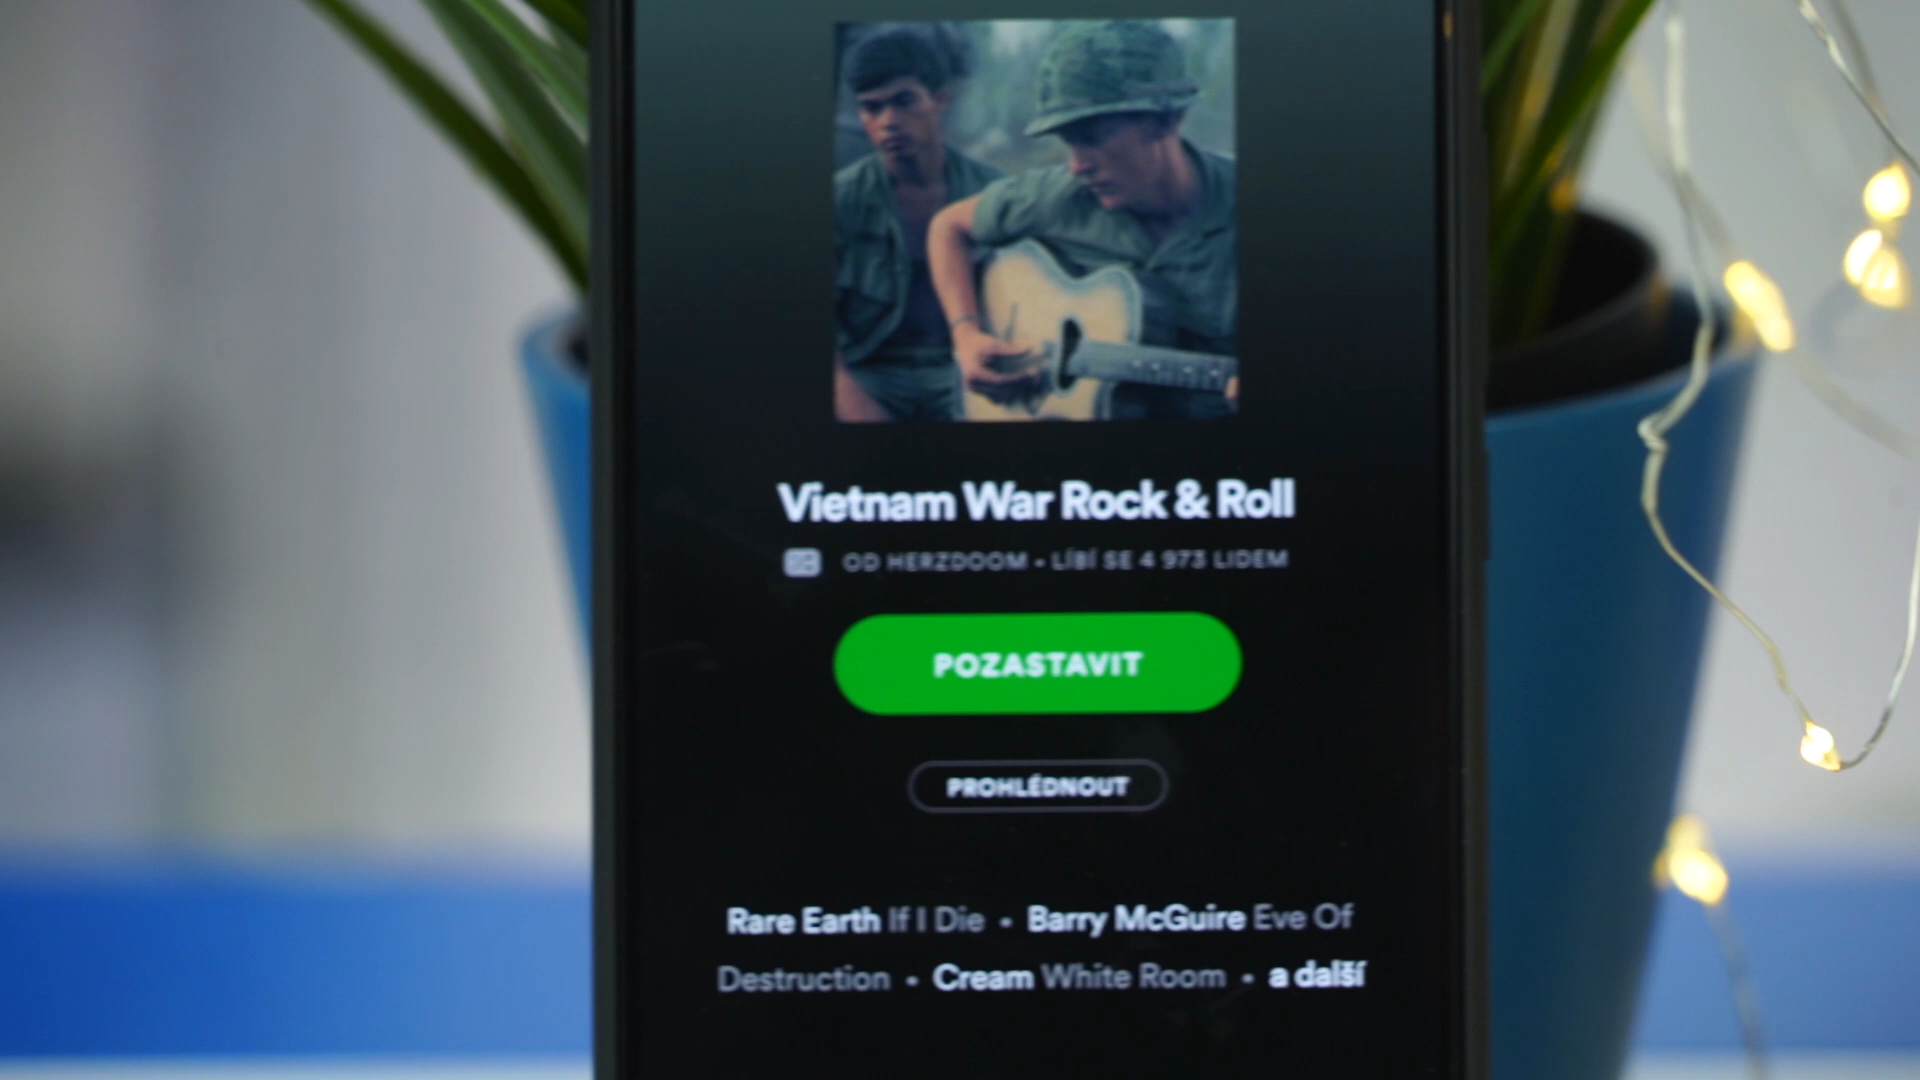 Vietnam War Rock & Roll
OD HERZDOOM • LÍBÍ SE 4 973 LIDEM
POZASTAVIT
PROHLÉDNOUT
Rare Earth If I Die • Barry McGuire Eve Of
Destruction • Cream White Room • a další